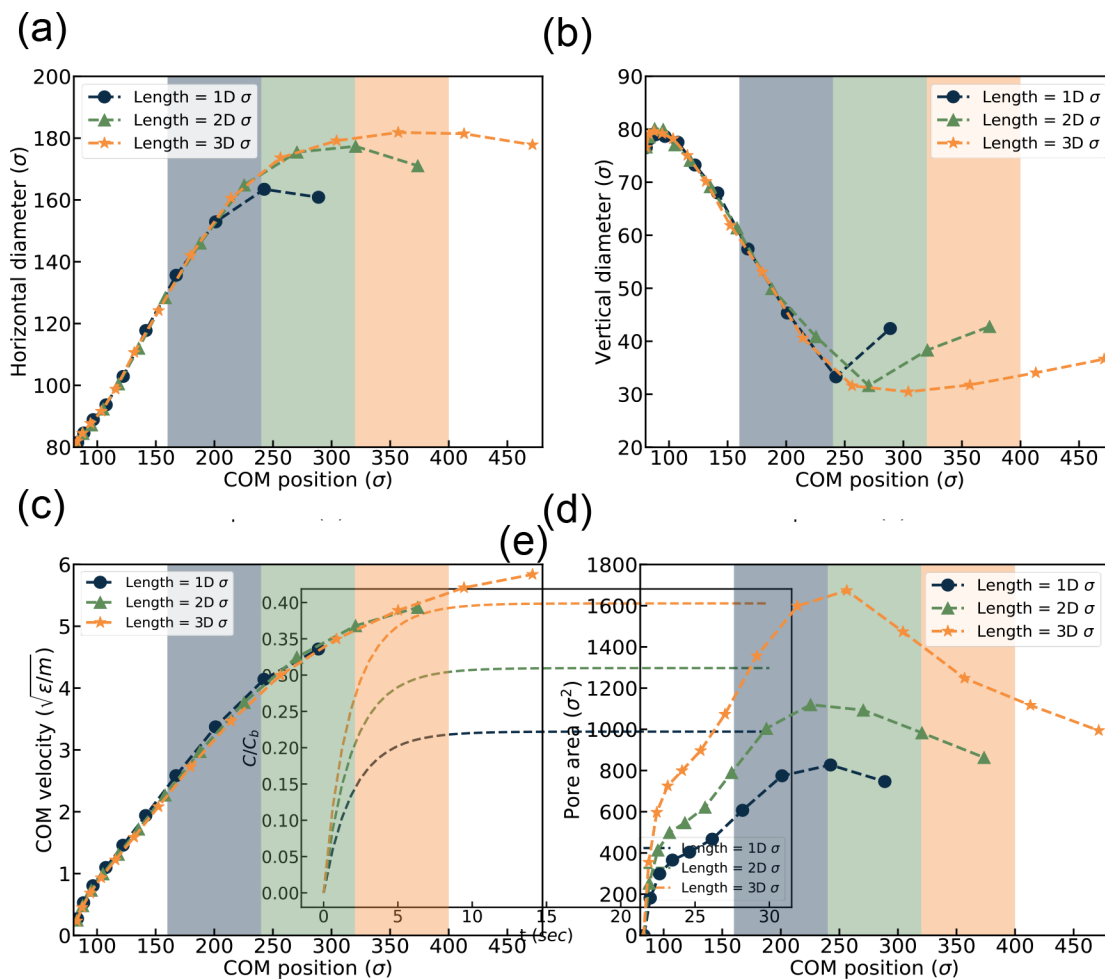 (a)
(b)
200
180
160
140
120
100
80
Horizontal diameter (σ)
Length = 1D σ
Length = 2D σ
Length = 3D σ
100 150 200 250 300 350 400 450
COM position (σ)
90
80
70
60
50
40
30
20
Vertical diameter (σ)
Length = 1D σ
Length = 2D σ
Length = 3D σ
100 150 200 250 300 350 400 450
COM position (σ)
(c)
(e)
(d)
6
5
4
3
2
1
0
COM velocity (√ε/m)
Length = 1D σ
Length = 2D σ
Length = 3D σ
100 150 200 250 300 350 400 450
COM position (σ)
0.40
0.35
0.30
0.25
0.20
0.15
0.10
0.05
0.00
C/C_b
Length = 1D σ
Length = 2D σ
Length = 3D σ
0 5 10 15 20 25 30
t (sec)
1800
1600
1400
1200
1000
800
600
400
200
0
Pore area (σ²)
Length = 1D σ
Length = 2D σ
Length = 3D σ
100 150 200 250 300 350 400 450
COM position (σ)